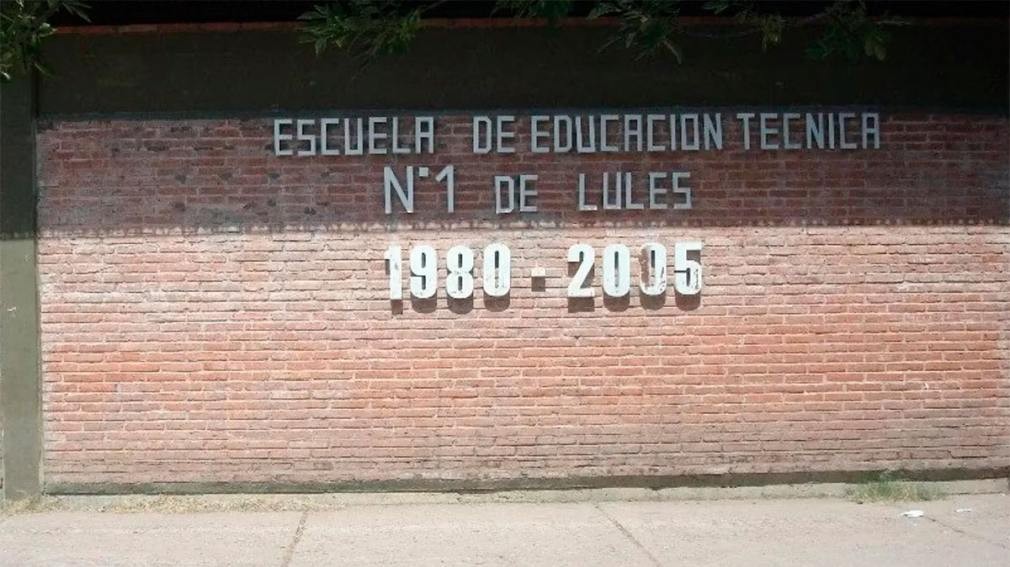 ESCUELA DE EDUCACION TECNICA
N°1 DE LULES
1980 - 2005